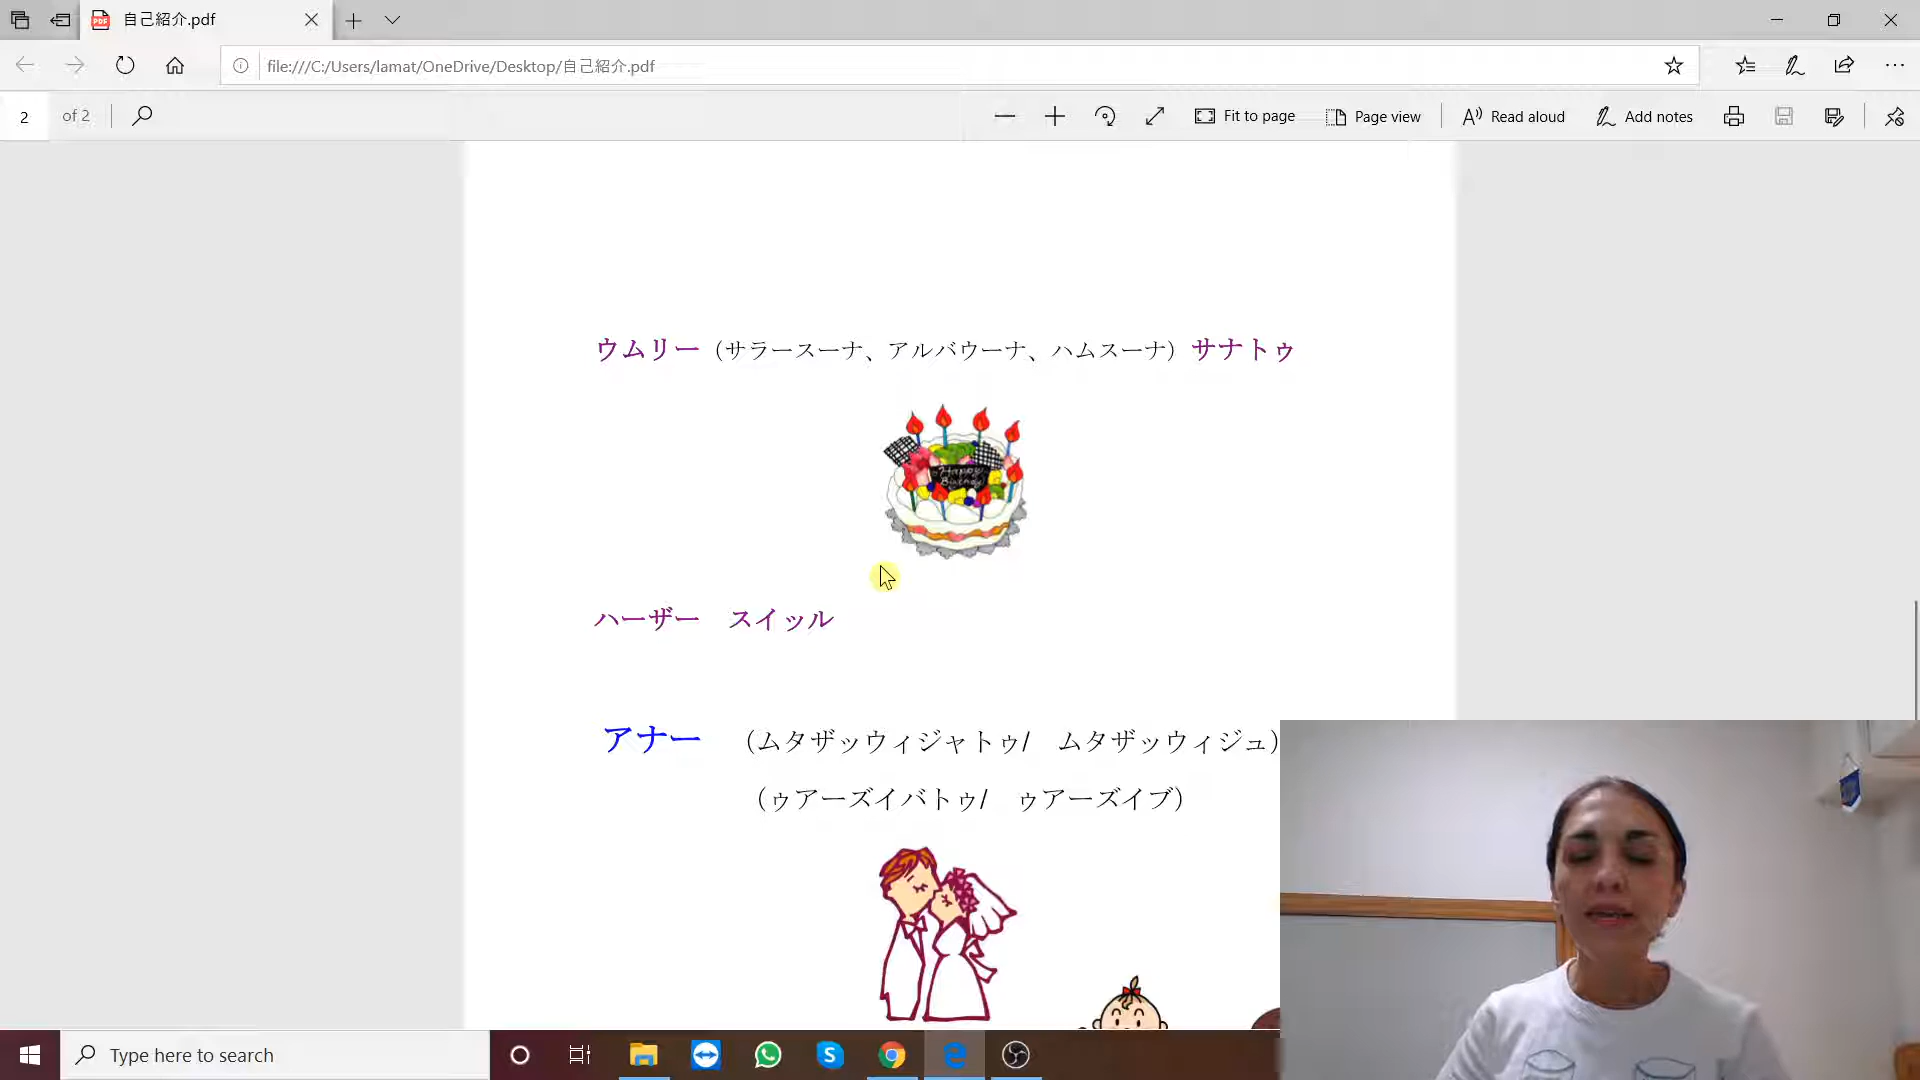 自己紹介.pdf
file:///C:/Users/lamat/OneDrive/Desktop/自己紹介.pdf
2 of 2
Fit to page
Page view
Read aloud
Add notes
ウムリー（サラースーナ、アルバウーナ、ハムスーナ）サナトゥ
Happy
ハーザー　スイッル
アナー　（ムタザッウィジャトゥ/　ムタザッウィジュ）
（ゥアーズイバトゥ/　ゥアーズイブ）
Type here to search